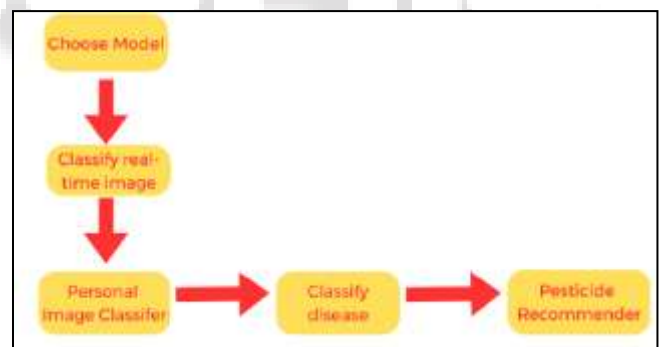 Choose Model
Classify real-
time image
Personal
Image Classifer
Classify
disease
Pesticide
Recommender